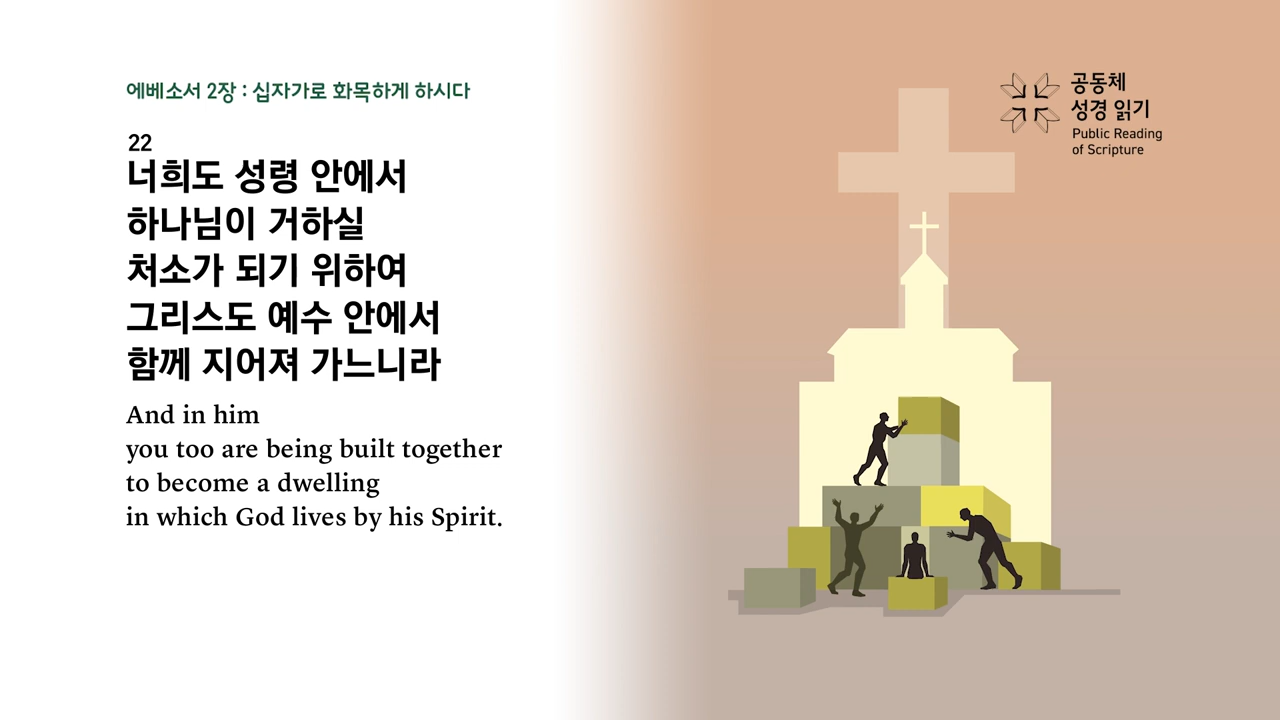 에베소서 2장 : 십자가로 화목하게 하시다
22
너희도 성령 안에서
하나님이 거하실
처소가 되기 위하여
그리스도 예수 안에서
함께 지어져 가느니라
And in him
you too are being built together
to become a dwelling
in which God lives by his Spirit.
공동체
성경 읽기
Public Reading
of Scripture